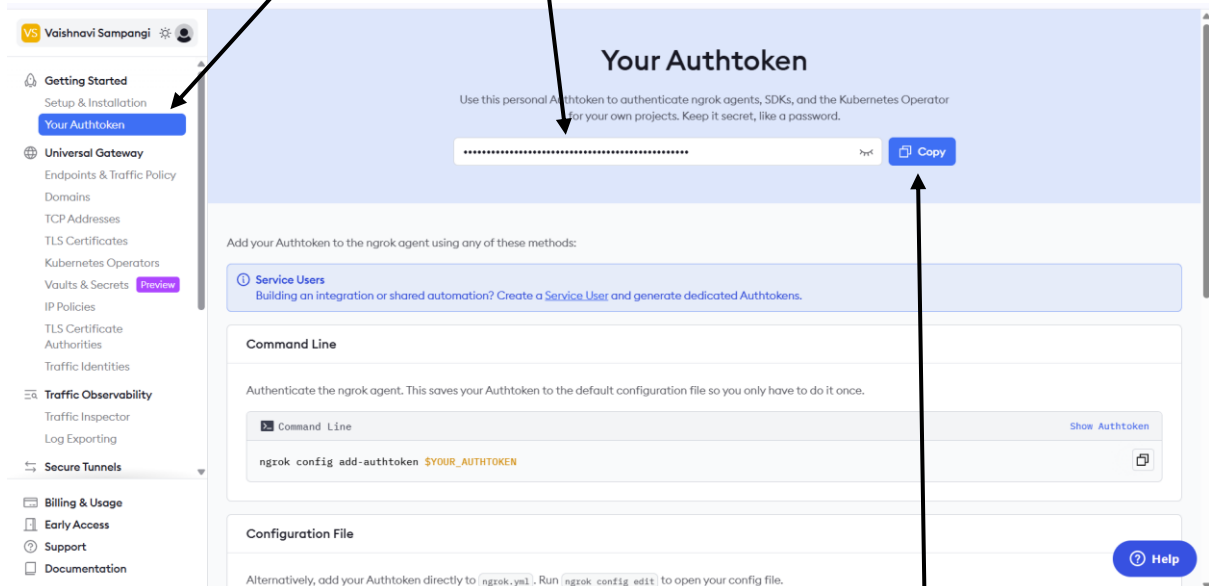 VS Vaishnavi Sampangi
Getting Started
Setup & Installation
Your Authtoken
Universal Gateway
Endpoints & Traffic Policy
Domains
TCP Addresses
TLS Certificates
Kubernetes Operators
Vaults & Secrets Preview
IP Policies
TLS Certificate
Authorities
Traffic Identities
Traffic Observability
Traffic Inspector
Log Exporting
Secure Tunnels
Billing & Usage
Early Access
Support
Documentation
Your Authtoken
Use this personal Authtoken to authenticate ngrok agents, SDKs, and the Kubernetes Operator
for your own projects. Keep it secret, like a password.
Copy
Add your Authtoken to the ngrok agent using any of these methods:
Service Users
Building an integration or shared automation? Create a Service User and generate dedicated Authtokens.
Command Line
Authenticate the ngrok agent. This saves your Authtoken to the default configuration file so you only have to do it once.
Command Line Show Authtoken
ngrok config add-authtoken $YOUR_AUTHTOKEN
Configuration File
Alternatively, add your Authtoken directly to ngrok.yml. Run ngrok config edit to open your config file.
Help